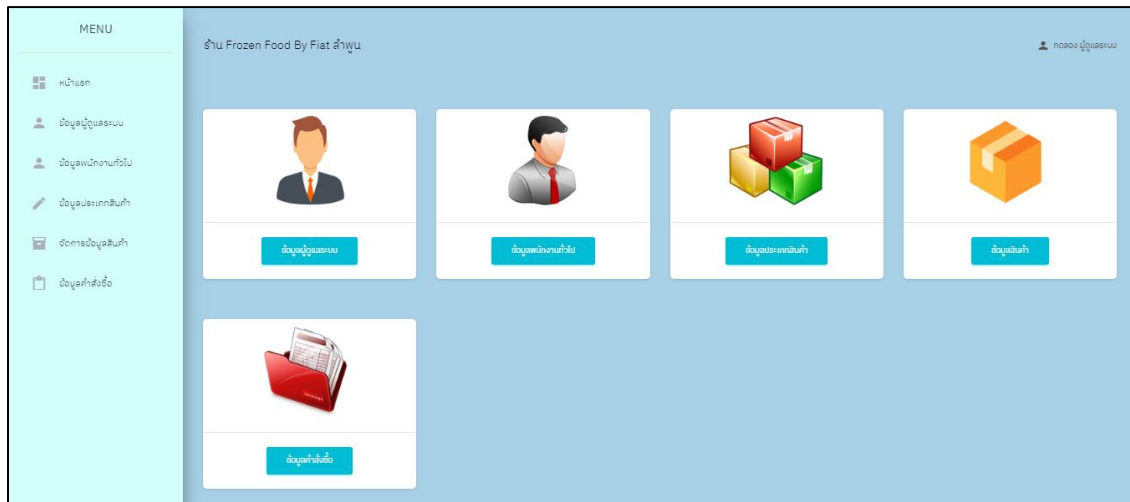 MENU
หน้าแรก
ข้อมูลผู้ดูแลระบบ
ข้อมูลพนักงานทั่วไป
ข้อมูลประเภทสินค้า
จัดการข้อมูลสินค้า
ข้อมูลคำสั่งซื้อ
ร้าน Frozen Food By Fiat ลำพูน
ทดลอง ผู้ดูแลระบบ
ข้อมูลผู้ดูแลระบบ
ข้อมูลพนักงานทั่วไป
ข้อมูลประเภทสินค้า
ข้อมูลสินค้า
ข้อมูลคำสั่งซื้อ